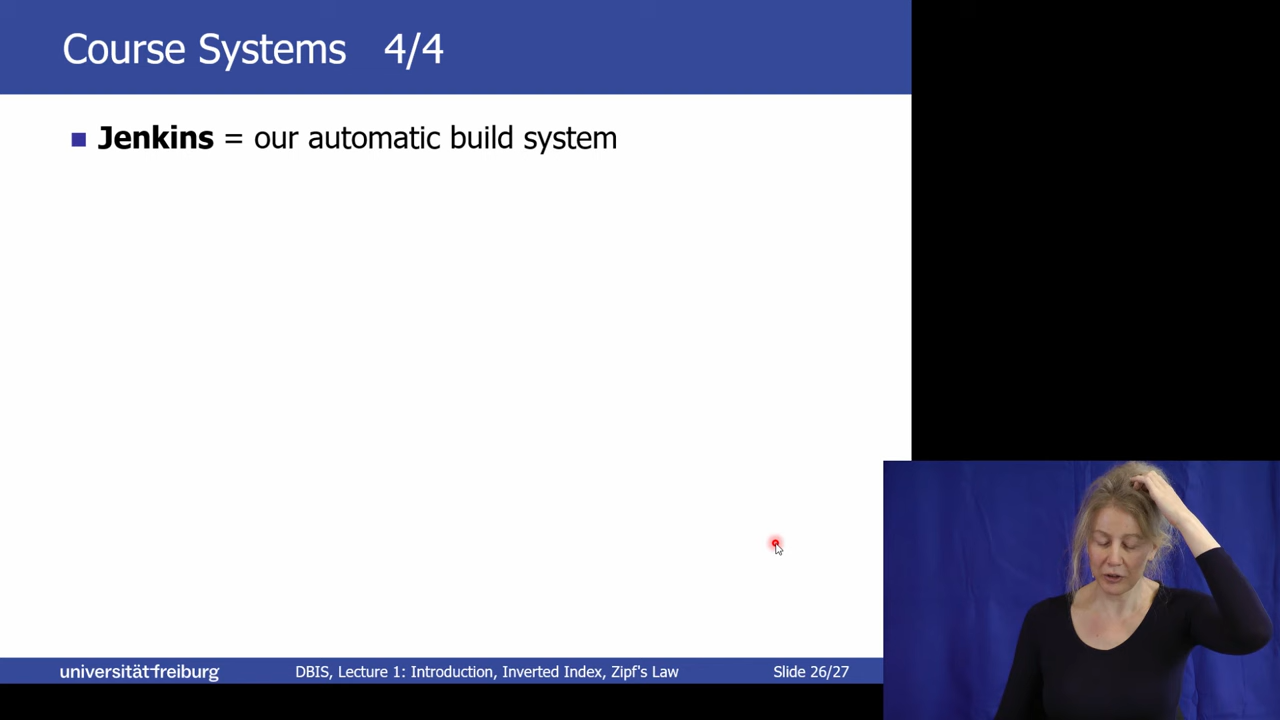 Course Systems 4/4
Jenkins = our automatic build system
universität freiburg
DBIS, Lecture 1: Introduction, Inverted Index, Zipf's Law
Slide 26/27